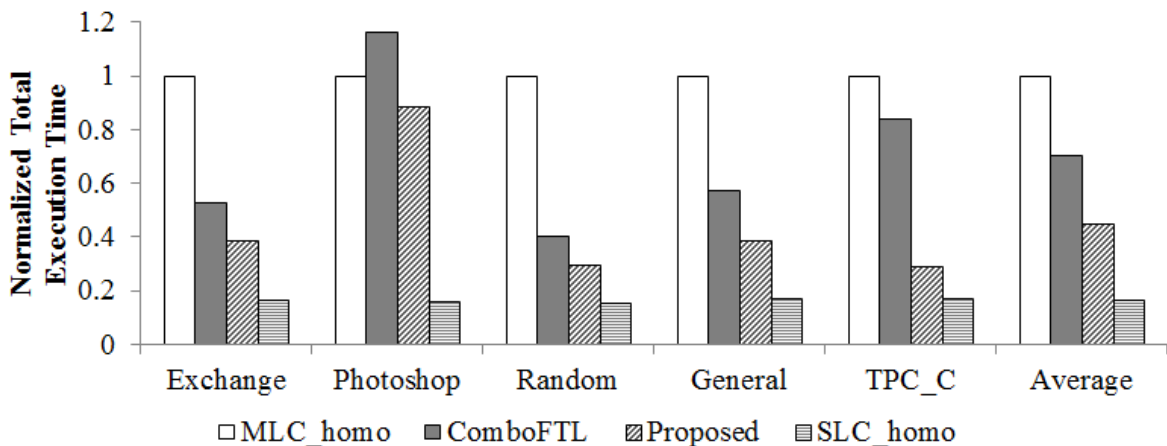 Normalized Total
Execution Time
1.2
1
0.8
0.6
0.4
0.2
0
Exchange Photoshop Random General TPC_C Average
MLC_homo ComboFTL Proposed SLC_homo